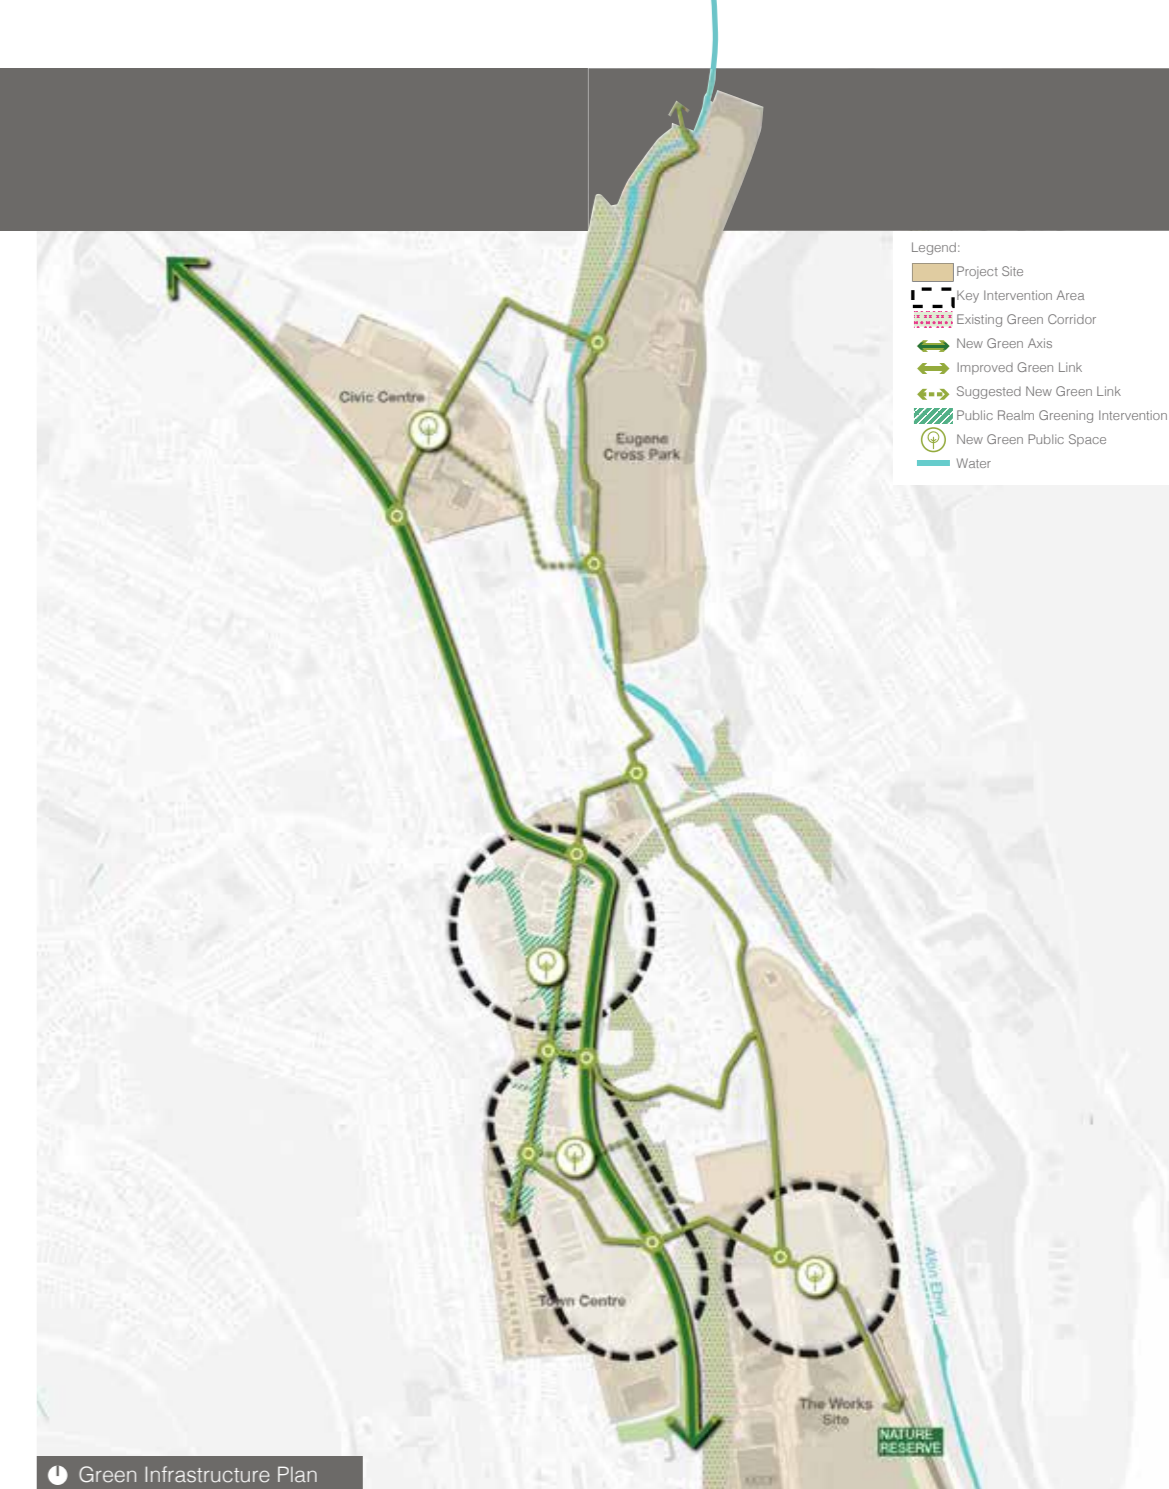 Legend:
Project Site
Key Intervention Area
Existing Green Corridor
New Green Axis
Improved Green Link
Suggested New Green Link
Public Realm Greening Intervention
New Green Public Space
Water
Civic Centre
Eugene
Cross Park
Town Centre
Afon Ebwy
The Works
Site
NATURE
RESERVE
Green Infrastructure Plan